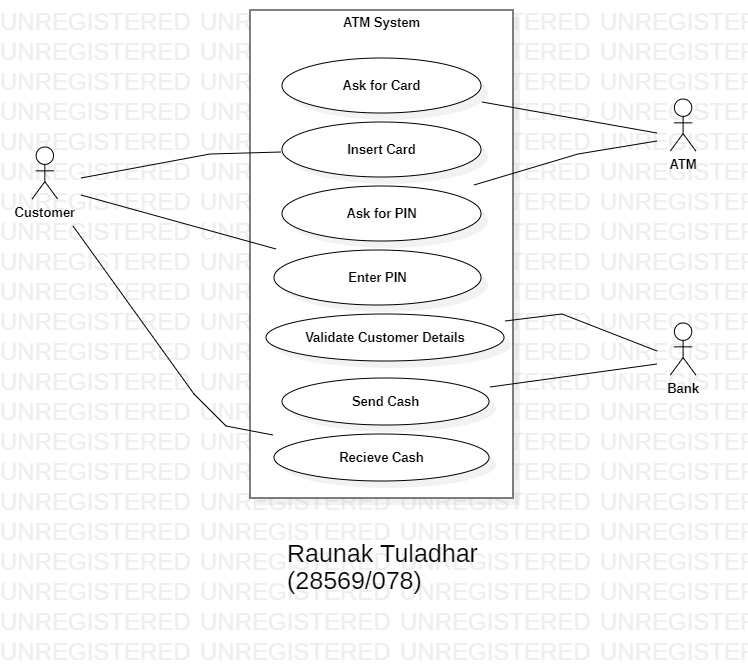 ATM System
Ask for Card
Insert Card
Ask for PIN
Enter PIN
Validate Customer Details
Send Cash
Recieve Cash
Customer
ATM
Bank
Raunak Tuladhar
(28569/078)
UNREGISTERED